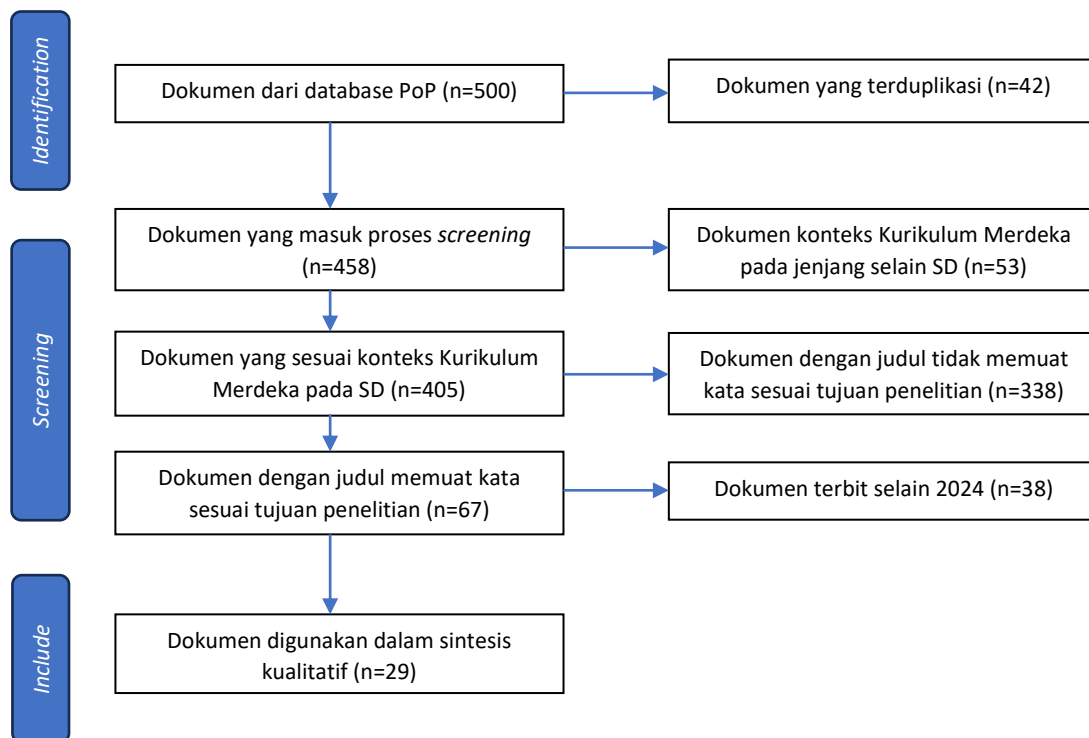 Identification
Dokumen dari database PoP (n=500)
Dokumen yang terduplikasi (n=42)
Screening
Dokumen yang masuk proses screening
(n=458)
Dokumen konteks Kurikulum Merdeka
pada jenjang selain SD (n=53)
Dokumen yang sesuai konteks Kurikulum
Merdeka pada SD (n=405)
Dokumen dengan judul tidak memuat
kata sesuai tujuan penelitian (n=338)
Dokumen dengan judul memuat kata
sesuai tujuan penelitian (n=67)
Dokumen terbit selain 2024 (n=38)
Include
Dokumen digunakan dalam sintesis
kualitatif (n=29)